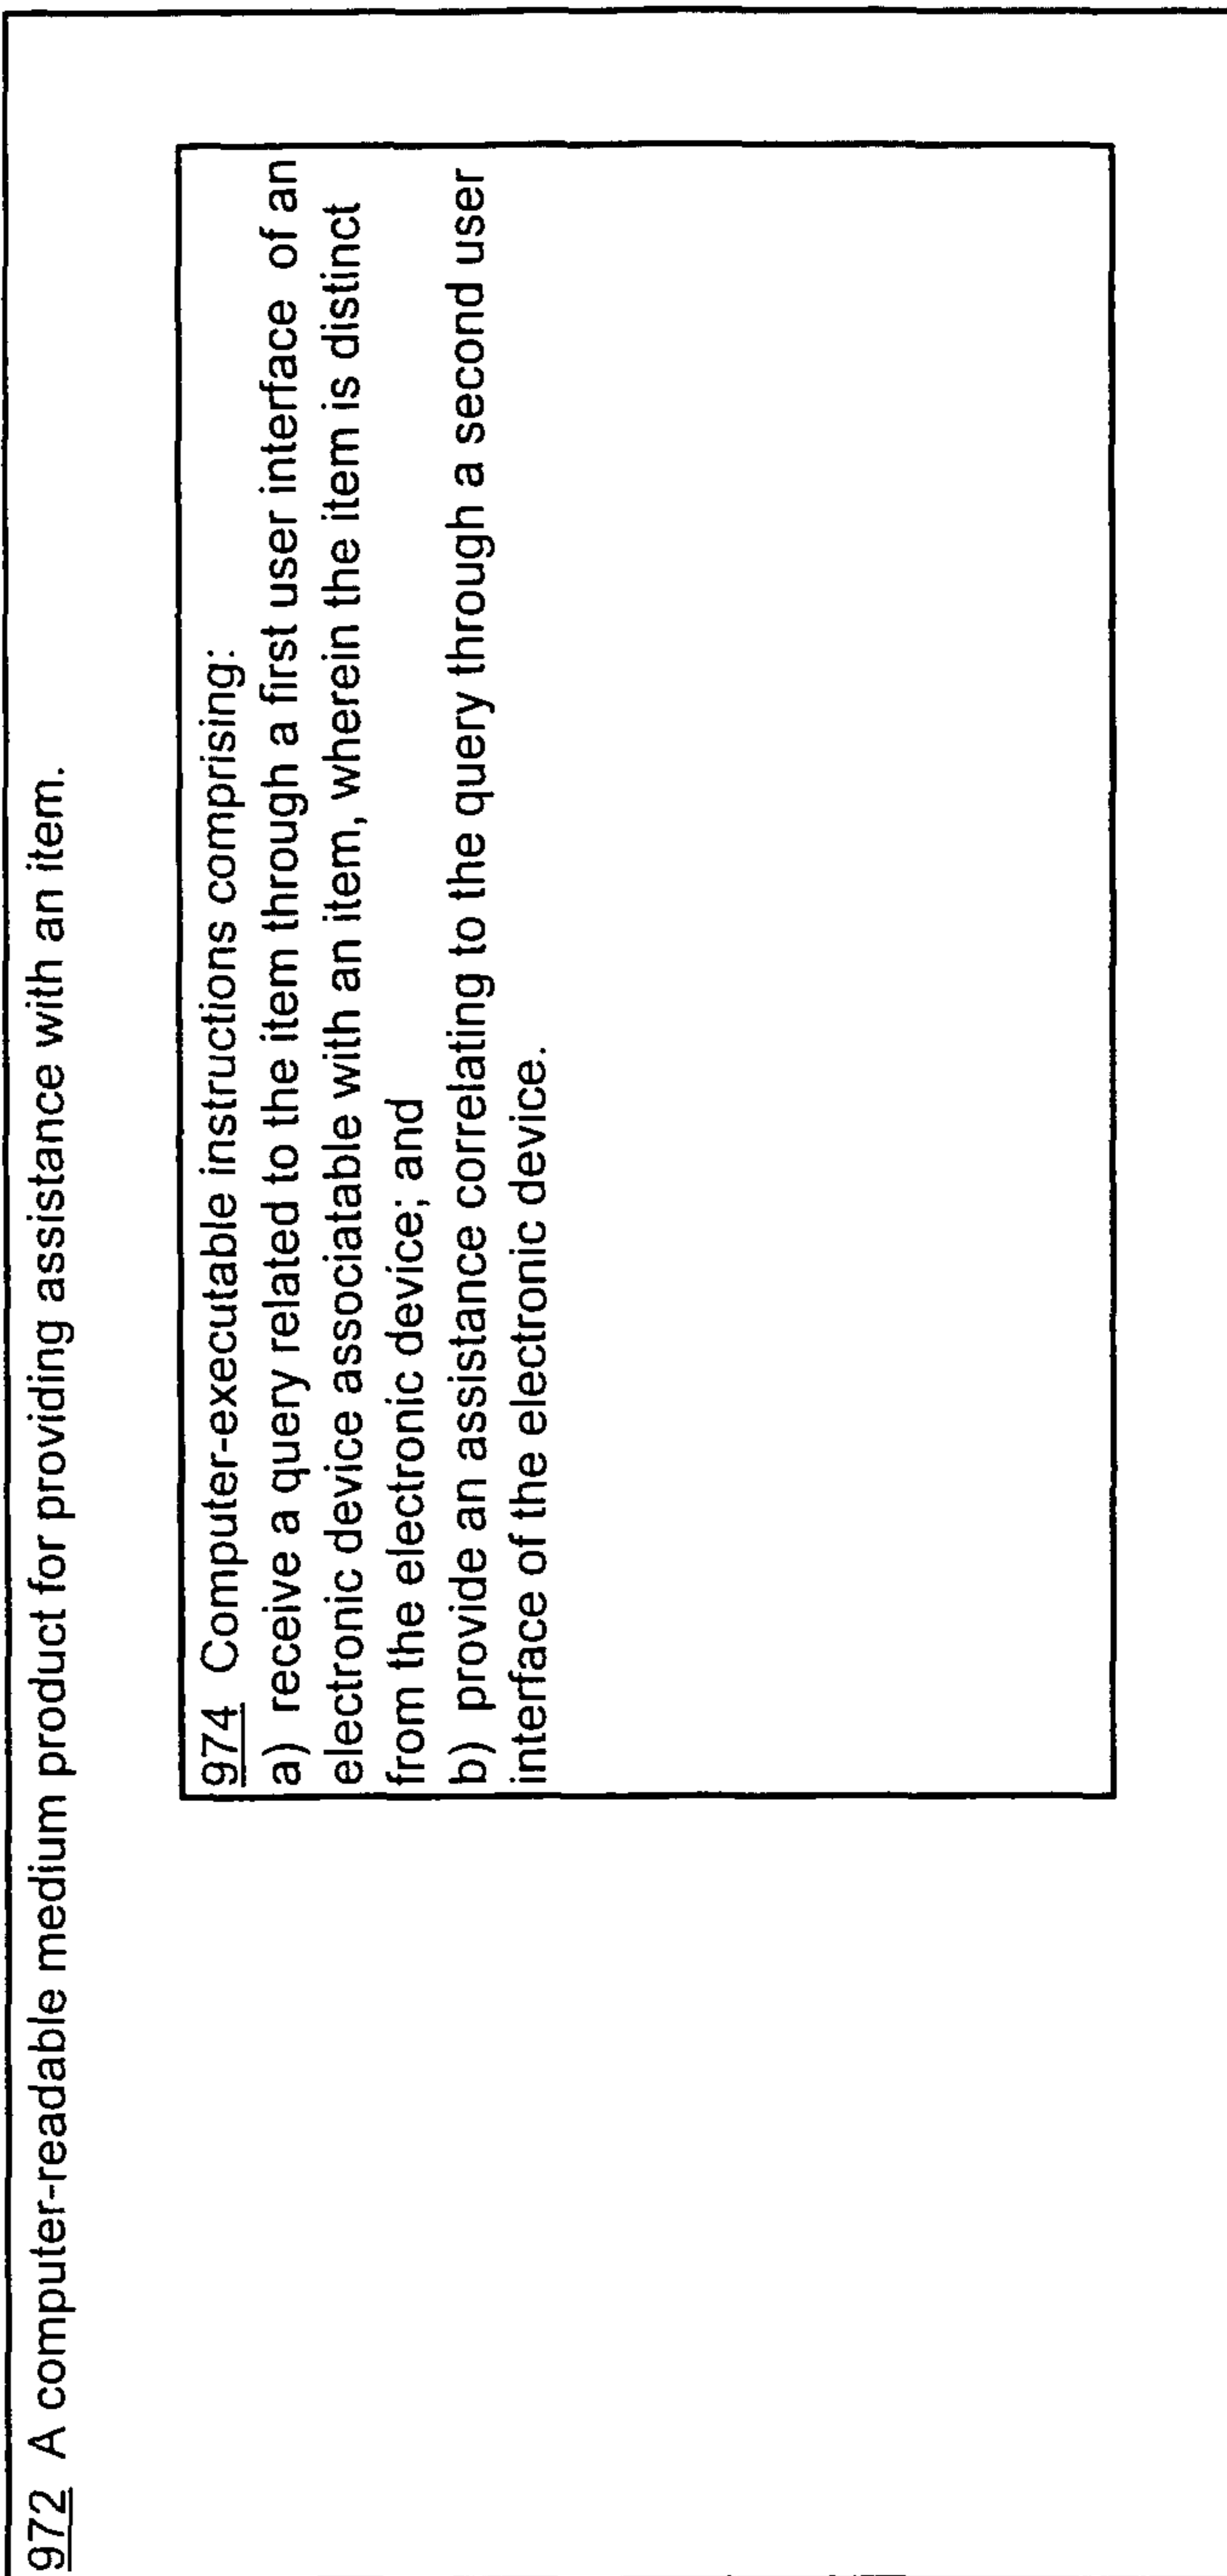 972 A computer-readable medium product for providing assistance with an item.
974 Computer-executable instructions comprising:
a) receive a query related to the item through a first user interface of an
electronic device associatable with an item, wherein the item is distinct
from the electronic device; and
b) provide an assistance correlating to the query through a second user
interface of the electronic device.